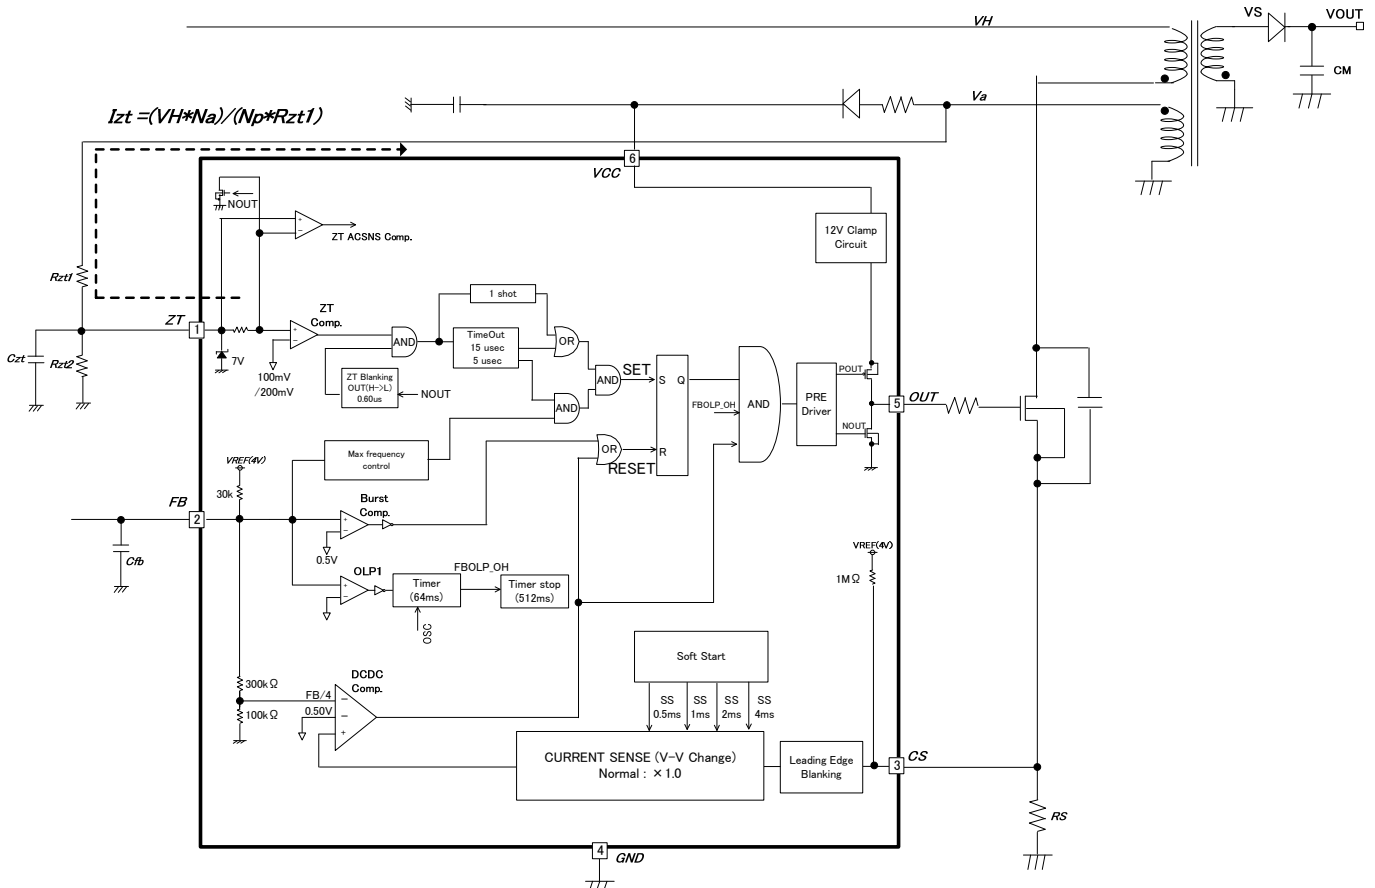 VH
VS
VOUT
CM
Va
Izt =(VH*Na)/(Np*Rzt1)
6
VCC
NOUT
+
−
ZT ACSNS Comp.
12V Clamp
Circuit
Rzt1
ZT
1
ZT
Comp.
+
−
1 shot
AND
TimeOut
15 usec
5 usec
OR
7V
100mV
/200mV
Czt
Rzt2
ZT Blanking
OUT(H->L)
0.60us
NOUT
AND
SET
S
Q
AND
FBOLP_OH
AND
PRE
Driver
POUT
NOUT
5
OUT
Max frequency
control
OR
R
RESET
VREF(4V)
30k
FB
2
Burst
Comp.
+
−
0.5V
Cfb
OLP1
+
−
Timer
(64ms)
FBOLP_OH
Timer stop
(512ms)
OSC
VREF(4V)
1MΩ
Soft Start
SS
0.5ms
SS
1ms
SS
2ms
SS
4ms
300kΩ
100kΩ
DCDC
Comp.
FB/4
0.50V
−
−
+
CURRENT SENSE (V-V Change)
Normal : ×1.0
Leading Edge
Blanking
3
CS
RS
4
GND